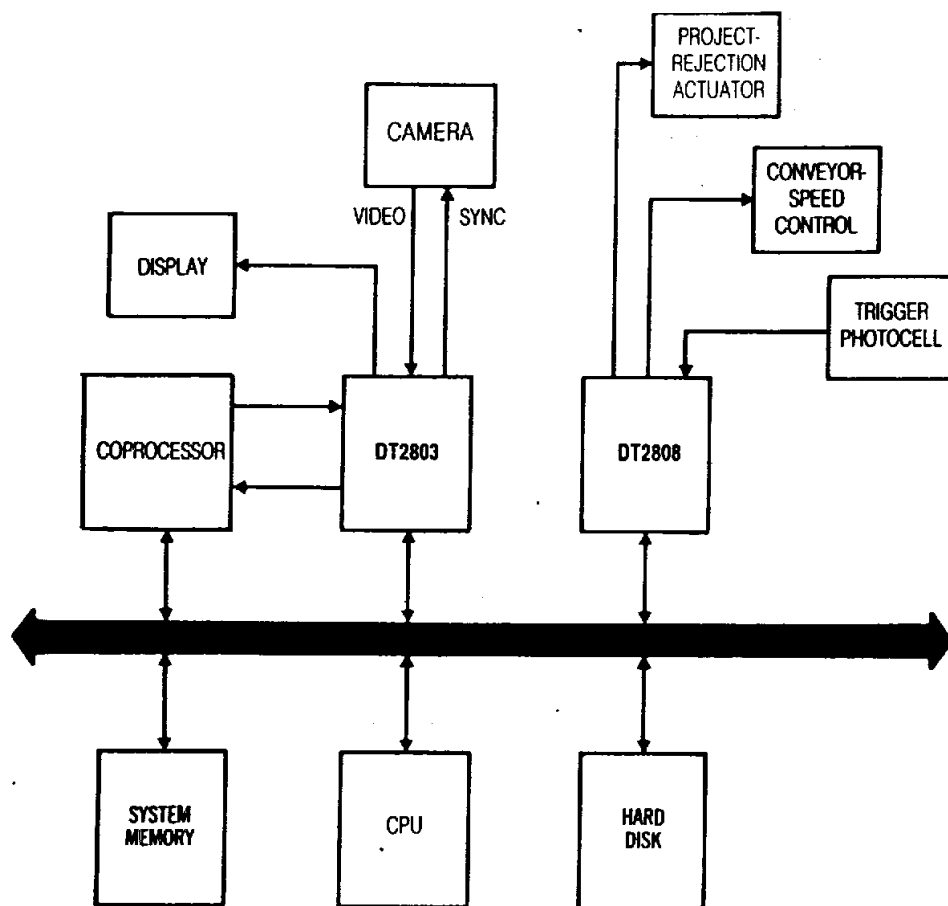 PROJECT-
REJECTION
ACTUATOR
CAMERA
CONVEYOR-
SPEED
CONTROL
VIDEO
SYNC
DISPLAY
TRIGGER
PHOTOCELL
COPROCESSOR
DT2803
DT2808
SYSTEM
MEMORY
CPU
HARD
DISK